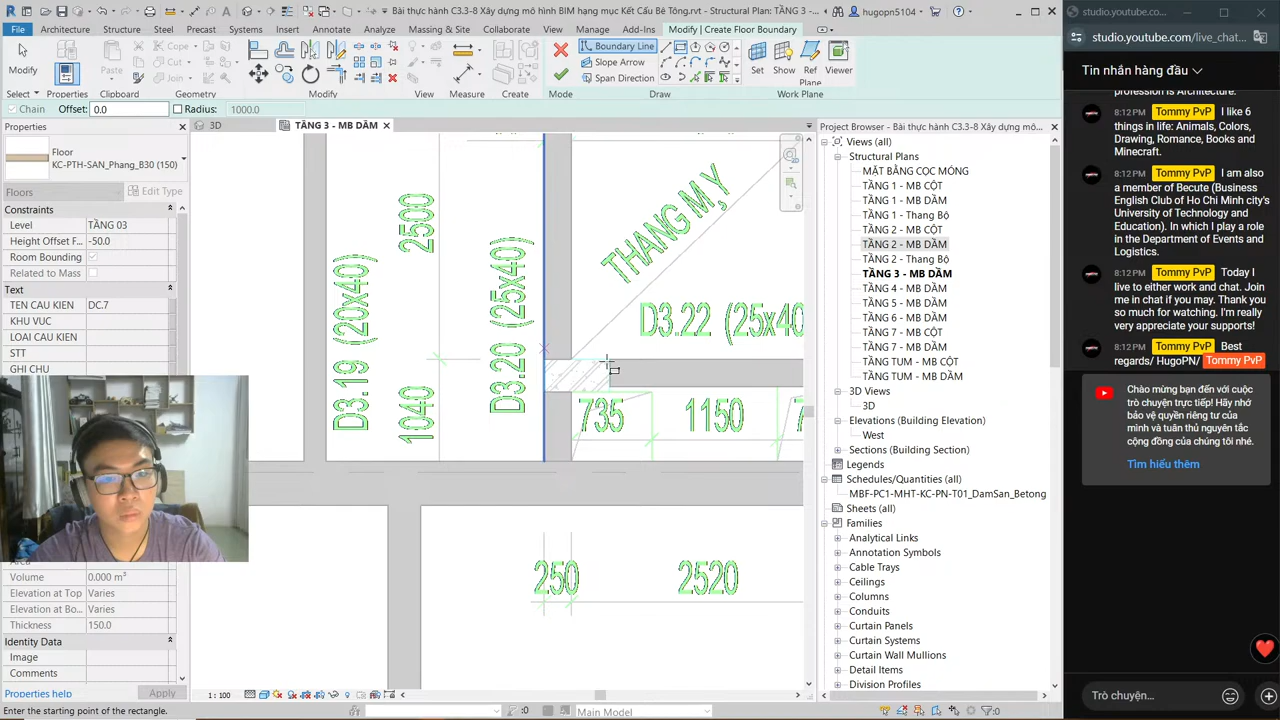 Bài thực hành C3.3-8 Xây dựng mô hình BIM hạng mục Kết Cấu Bê Tông.rvt - Structural Plan: TẦNG 3 -
hugopn5104
File
Architecture
Structure
Steel
Precast
Systems
Insert
Annotate
Analyze
Massing & Site
Collaborate
View
Manage
Add-Ins
Modify | Create Floor Boundary
Modify
Cope
Cut
Join
Paste
Boundary Line
Slope Arrow
Span Direction
Set
Show
Ref
Plane
Viewer
Select
Properties
Clipboard
Geometry
Modify
View
Measure
Create
Mode
Draw
Work Plane
Chain
Offset:
0.0
Radius:
1000.0
Properties
3D
TẦNG 3 - MB DẦM
Floor
KC-PTH-SAN_Phang_B30 (150)
Floors
Edit Type
Constraints
Level
TẦNG 03
Height Offset F...
-50.0
Room Bounding
Related to Mass
Text
TEN CAU KIEN
DC.7
KHU VUC
LOAI CAU KIEN
STT
GHI CHU
Volume
0.000 m³
Elevation at Top
Varies
Elevation at Bo...
Varies
Thickness
150.0
Identity Data
Image
Comments
Properties help
Apply
D3.19 (20x40)
2500
1040
D3.20 (25x40)
THANG MÁY
D3.22 (25x40
735
1150
250
2520
1 : 100
Enter the starting point of the rectangle.
:0
Main Model
:0
Project Browser - Bài thực hành C3.3-8 Xây dựng mô...
Views (all)
Structural Plans
MẶT BẰNG CỌC MÓNG
TẦNG 1 - MB CỘT
TẦNG 1 - MB DẦM
TẦNG 1 - Thang Bộ
TẦNG 2 - MB CỘT
TẦNG 2 - MB DẦM
TẦNG 2 - Thang Bộ
TẦNG 3 - MB DẦM
TẦNG 4 - MB DẦM
TẦNG 5 - MB DẦM
TẦNG 6 - MB DẦM
TẦNG 7 - MB CỘT
TẦNG 7 - MB DẦM
TẦNG TUM - MB CỘT
TẦNG TUM - MB DẦM
3D Views
3D
Elevations (Building Elevation)
West
Sections (Building Section)
Legends
Schedules/Quantities (all)
MBF-PC1-MHT-KC-PN-T01_DamSan_Betong
Sheets (all)
Families
Analytical Links
Annotation Symbols
Cable Trays
Ceilings
Columns
Conduits
Curtain Panels
Curtain Systems
Curtain Wall Mullions
Detail Items
Division Profiles
studio.youtube.co...
studio.youtube.com/live_chat...
Tin nhắn hàng đầu
profession is Architecture.
8:12 PM Tommy PvP I like 6
things in life: Animals, Colors,
Drawing, Romance, Books and
Minecraft.
8:12 PM Tommy PvP I am also
a member of Becute (Business
English Club of Ho Chi Minh city's
University of Technology and
Education). In which I play a role
in the Department of Events and
Logistics.
8:12 PM Tommy PvP Today I
live to either work and chat. Join
me in chat if you may. Thank you
so much for watching. I'm really
very appreciate your supports!
8:12 PM Tommy PvP Best
regards/ HugoPN/ Tommy PvP
Chào mừng bạn đến với cuộc
trò chuyện trực tiếp! Hãy nhớ
bảo vệ quyền riêng tư của
mình và tuân thủ nguyên tắc
cộng đồng của chúng tôi nhé.
Tìm hiểu thêm
Trò chuyện...